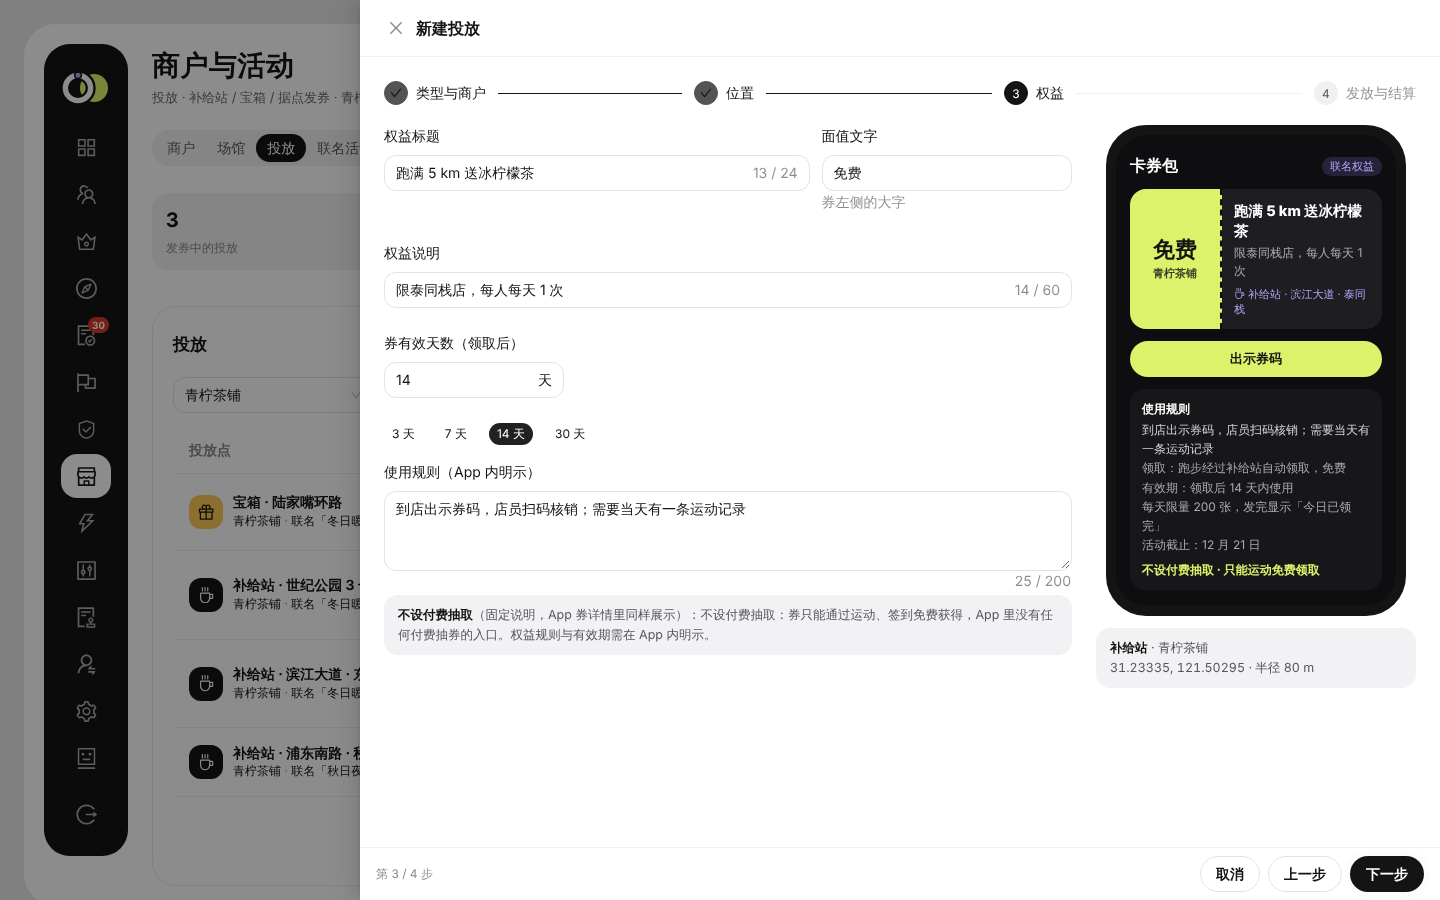 商户与活动
投放 · 补给站 / 宝箱 / 据点发券 ·
商户
场馆
投放
联名活
3
发券中的投放
30
投放
青柠茶铺
投放点
宝箱 · 陆家嘴环路
青柠茶铺 · 联名「冬日暖
补给站 · 世纪公园 3
青柠茶铺 · 联名「冬日暖
补给站 · 滨江大道 ·
青柠茶铺 · 联名「冬日暖
补给站 · 浦东南路 ·
青柠茶铺 · 联名「秋日夜
新建投放
类型与商户
位置
3 权益
4 发放与结算
权益标题
跑满 5 km 送冰柠檬茶
13 / 24
面值文字
免费
券左侧的大字
权益说明
限泰同栈店，每人每天 1 次
14 / 60
券有效天数（领取后）
14 天
3 天
7 天
14 天
30 天
使用规则（App 内明示）
到店出示券码，店员扫码核销；需要当天有一条运动记录
25 / 200
不设付费抽取（固定说明，App 券详情里同样展示）：不设付费抽取：券只能通过运动、签到免费获得，App 里没有任
何付费抽券的入口。权益规则与有效期需在 App 内明示。
卡券包
联名权益
免费
青柠茶铺
跑满 5 km 送冰柠檬
茶
限泰同栈店，每人每天 1
次
补给站 · 滨江大道 · 泰同
栈
出示券码
使用规则
到店出示券码，店员扫码核销；需要当天有
一条运动记录
领取：跑步经过补给站自动领取，免费
有效期：领取后 14 天内使用
每天限量 200 张，发完显示「今日已领
完」
活动截止：12 月 21 日
不设付费抽取 · 只能运动免费领取
补给站 · 青柠茶铺
31.23335, 121.50295 · 半径 80 m
第 3 / 4 步
取消
上一步
下一步